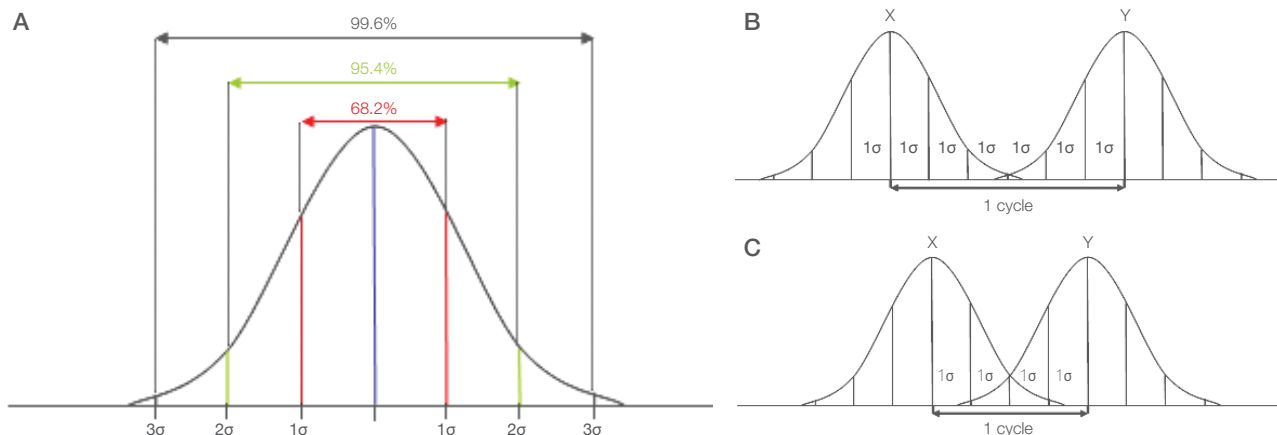 A
99.6%
95.4%
68.2%
3σ 2σ 1σ 1σ 2σ 3σ
B
X Y
1σ 1σ 1σ 1σ 1σ 1σ 1σ
1 cycle
C
X Y
1σ 1σ 1σ 1σ
1 cycle